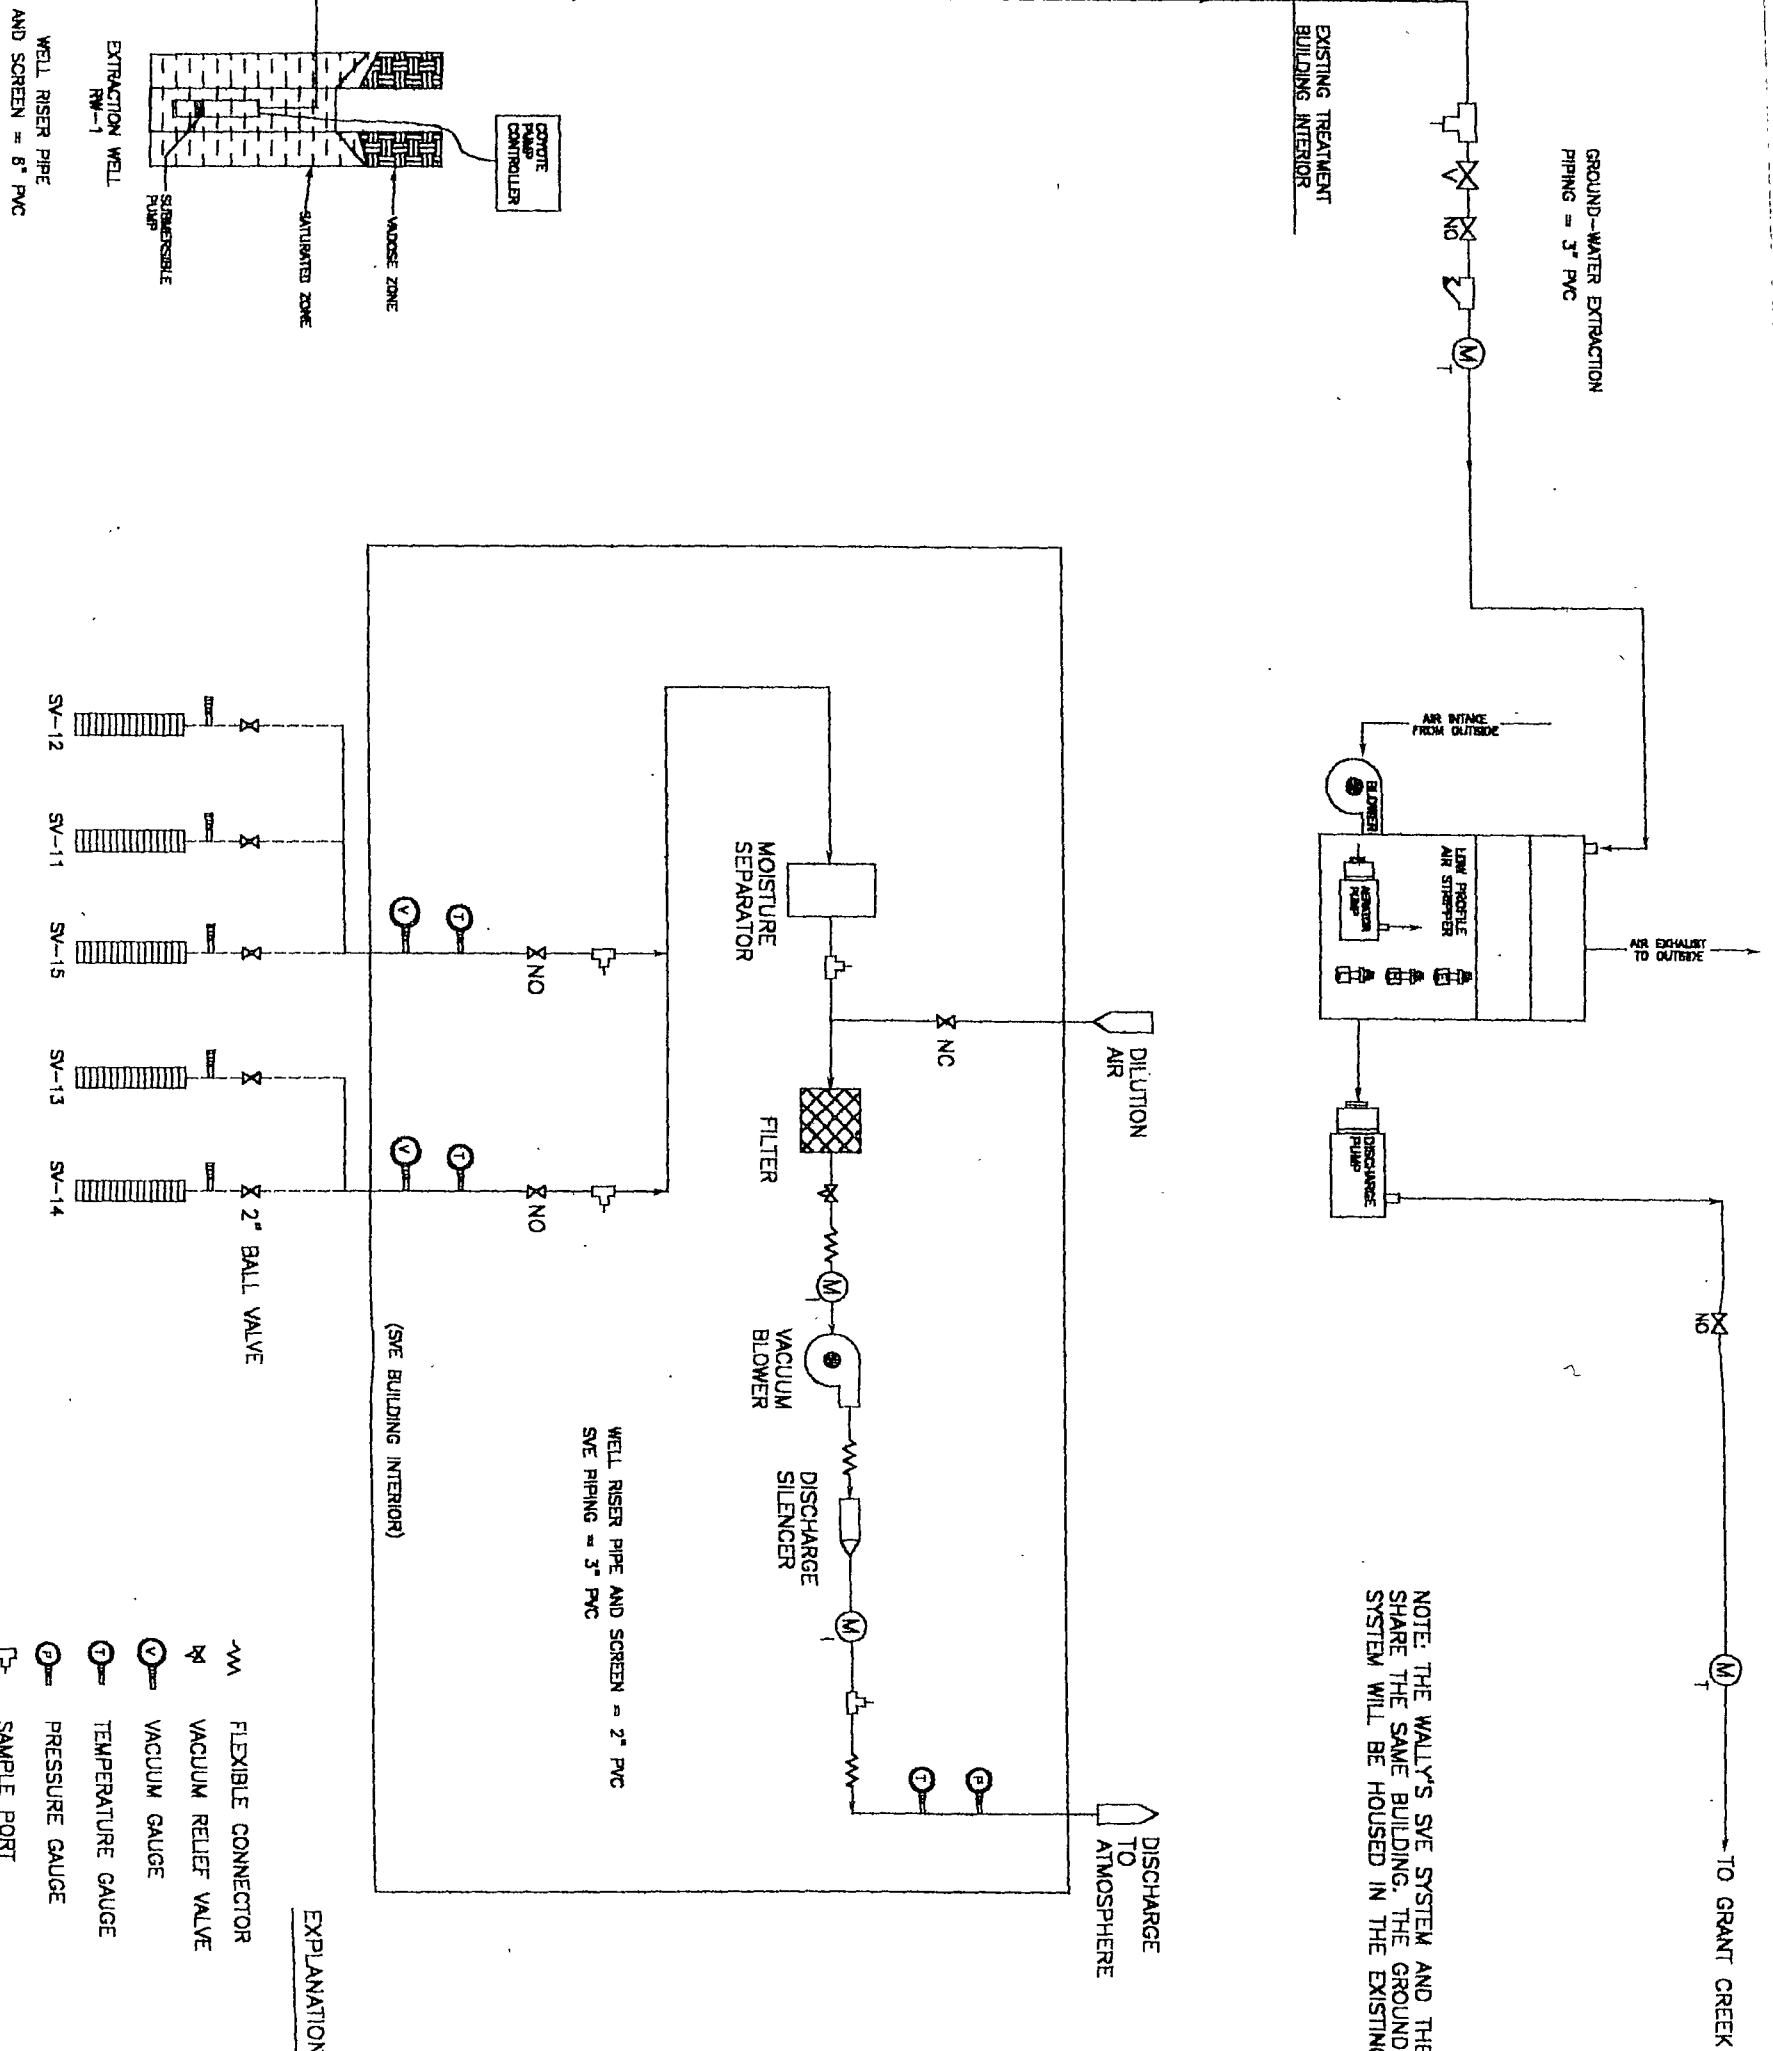 GROUND-WATER EXTRACTION
PIPING = 3" PVC
EXISTING TREATMENT
BUILDING INTERIOR
NO
M
T
COYOTE
PUMP
CONTROLLER
VADOSE ZONE
SATURATED ZONE
SUBMERSIBLE
PUMP
EXTRACTION WELL
RW-1
WELL RISER PIPE
AND SCREEN = 8" PVC
AIR INTAKE
FROM OUTSIDE
BLOWER
LOW PROFILE
AIR STRIPPER
AERATOR
PUMP
AIR EXHAUST
TO OUTSIDE
DISCHARGE
PUMP
NO
M
T
TO GRANT CREEK
NOTE: THE WALLY'S SVE SYSTEM AND THE
SHARE THE SAME BUILDING. THE GROUND
SYSTEM WILL BE HOUSED IN THE EXISTING
DILUTION
AIR
NC
MOISTURE
SEPARATOR
FILTER
M
VACUUM
BLOWER
DISCHARGE
SILENCER
M
T
P
DISCHARGE
TO
ATMOSPHERE
V
T
NO
V
T
NO
WELL RISER PIPE AND SCREEN = 2" PVC
SVE PIPING = 3" PVC
(SVE BUILDING INTERIOR)
2" BALL VALVE
SV-12
SV-11
SV-15
SV-13
SV-14
EXPLANATION
FLEXIBLE CONNECTOR
VACUUM RELIEF VALVE
V VACUUM GAUGE
T TEMPERATURE GAUGE
P PRESSURE GAUGE
SAMPLE PORT